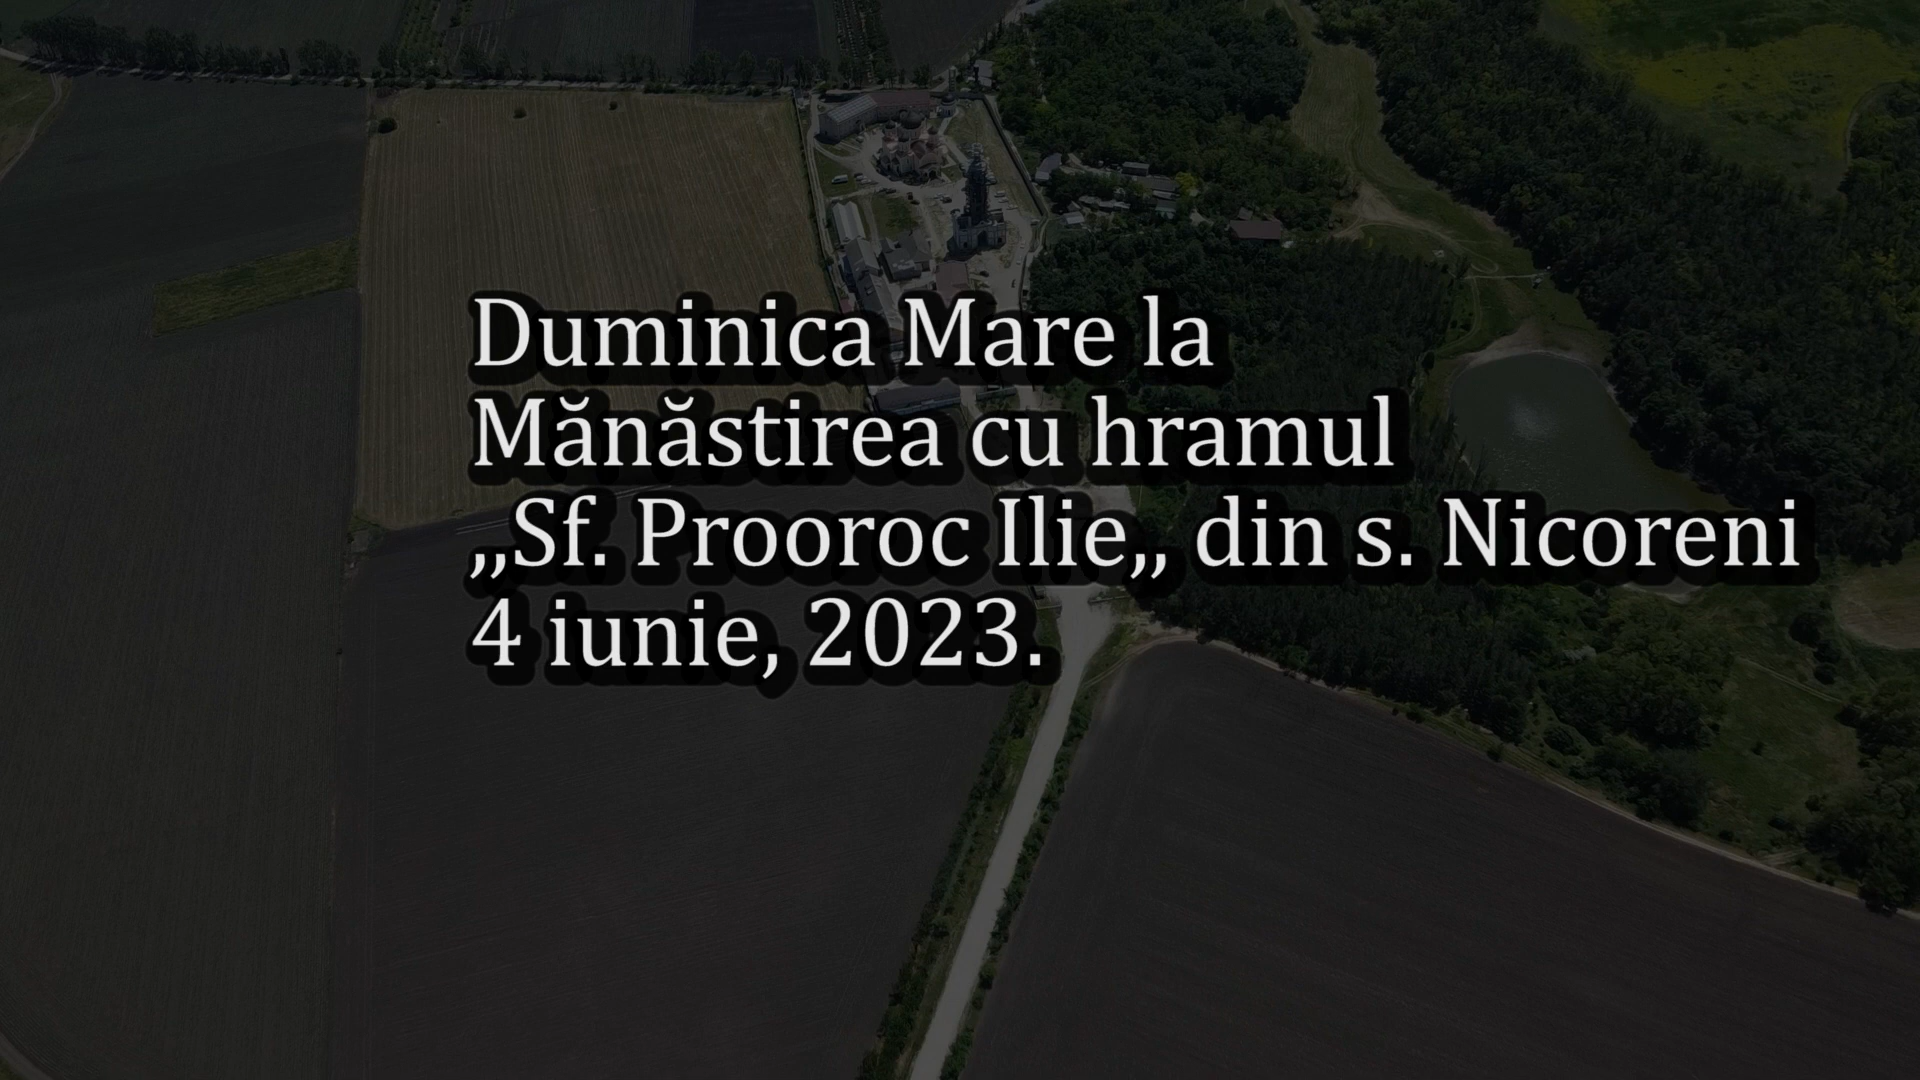 Duminica Mare la
Mănăstirea cu hramul
,,Sf. Prooroc Ilie,, din s. Nicoreni
4 iunie, 2023.